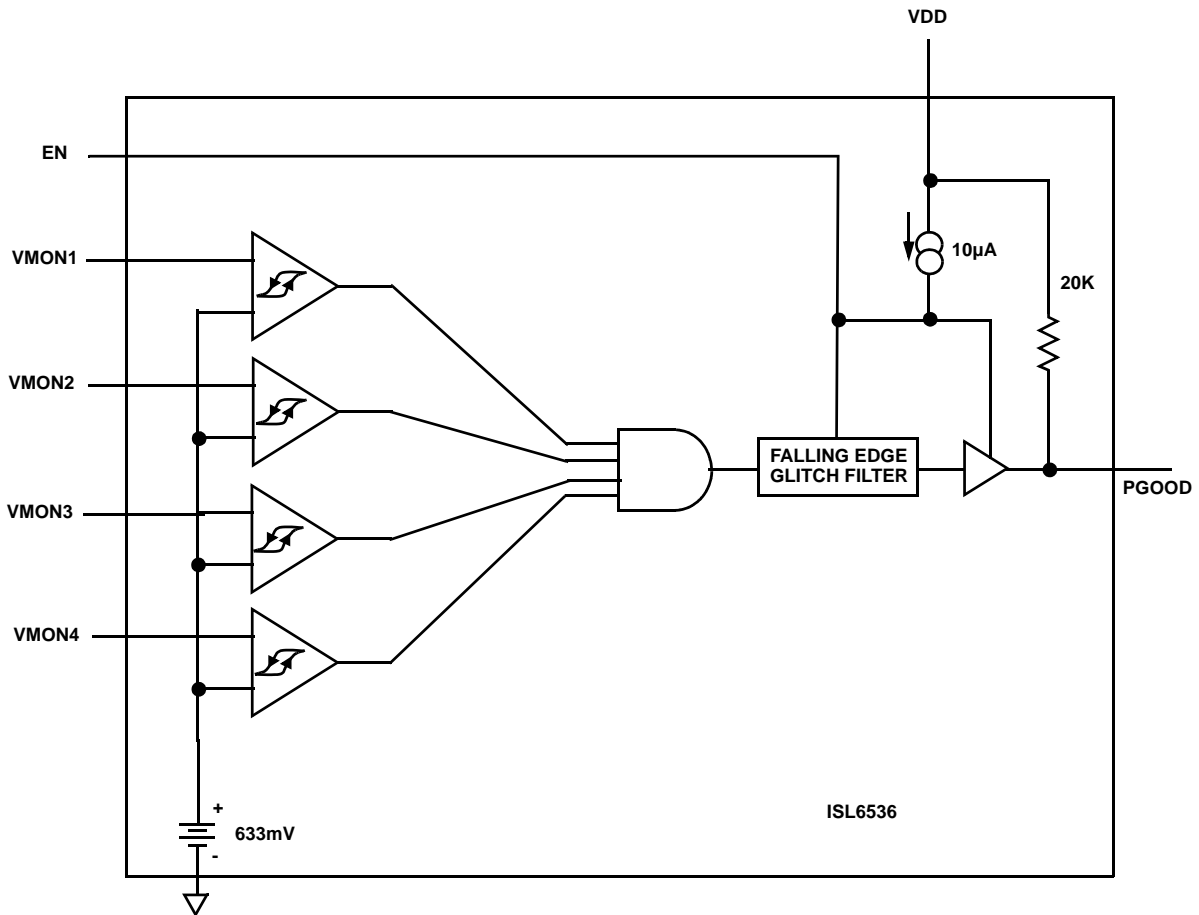 VDD
EN
VMON1
10µA
20K
VMON2
FALLING EDGE
GLITCH FILTER
PGOOD
VMON3
VMON4
+
633mV
-
ISL6536